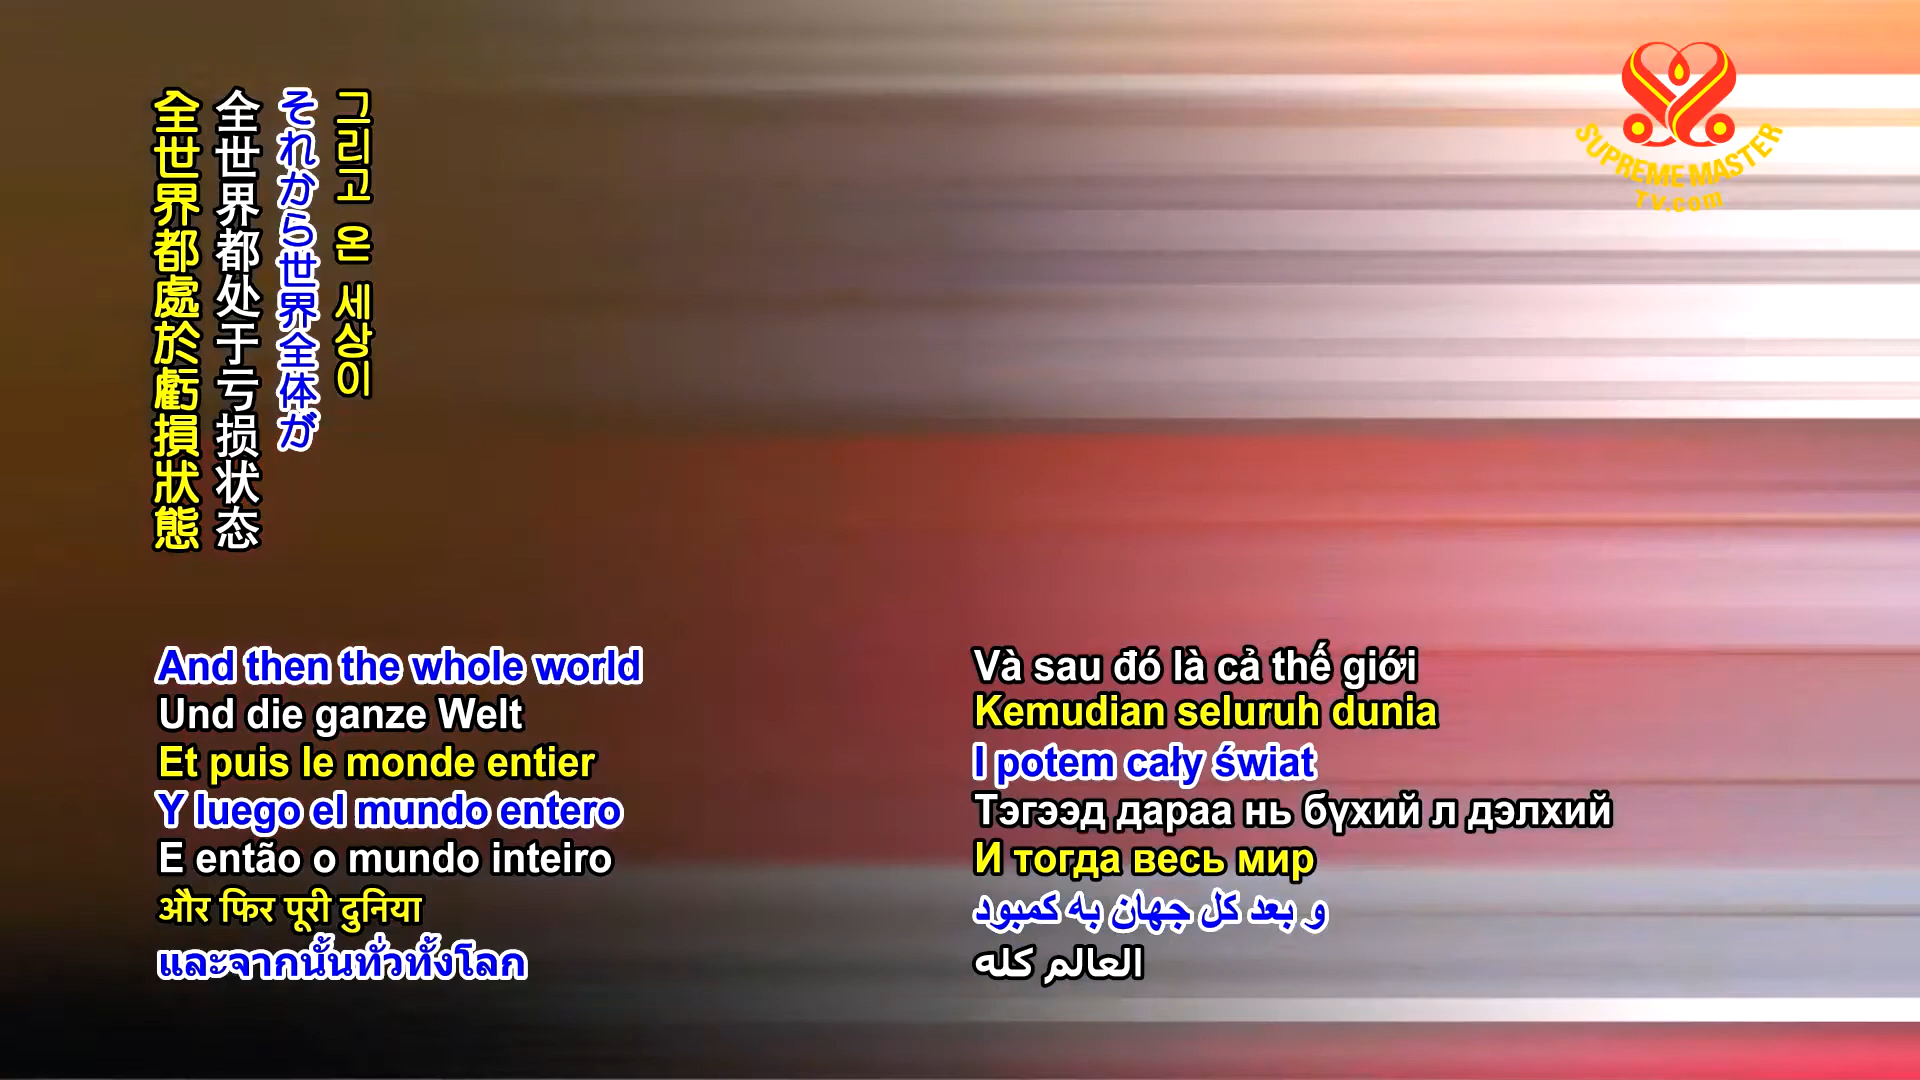 그리고 온 세상이
それから世界全体が
全世界都处于亏损状态
全世界都處於虧損狀態
SUPREME MASTER
TV.com
And then the whole world
Und die ganze Welt
Et puis le monde entier
Y luego el mundo entero
E então o mundo inteiro
और फिर पूरी दुनिया
และจากนั้นทั่วทั้งโลก
Và sau đó là cả thế giới
Kemudian seluruh dunia
I potem cały świat
Тэгээд дараа нь бүхий л дэлхий
И тогда весь мир
و بعد کل جهان به کمبود
العالم كله